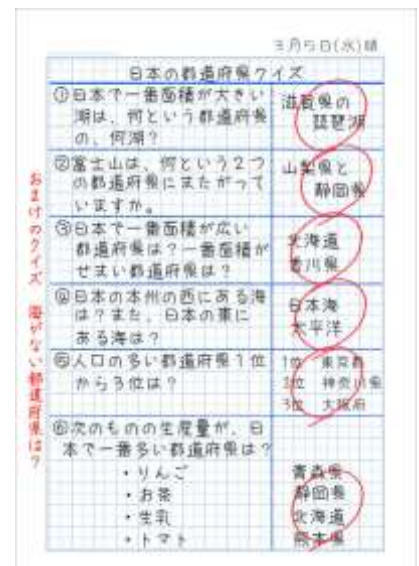 3月5日(水)晴
日本の都道府県クイズ
①日本で一番面積が大きい
湖は、何という都道府県
の、何湖？
滋賀県の
琵琶湖
②富士山は、何という2つ
の都道府県にまたがって
いますか。
山梨県と
静岡県
③日本で一番面積が広い
都道府県は？一番面積が
せまい都道府県は？
北海道
香川県
④日本の本州の西にある海
は？また、日本の東に
ある海は？
日本海
太平洋
⑤人口の多い都道府県1位
から3位は？
1位 東京都
2位 神奈川県
3位 大阪府
⑥次のものの生産量が、日
本で一番多い都道府県は？
・りんご
・お茶
・生乳
・トマト
青森県
静岡県
北海道
熊本県
おまけのクイズ 海がない都道府県は？